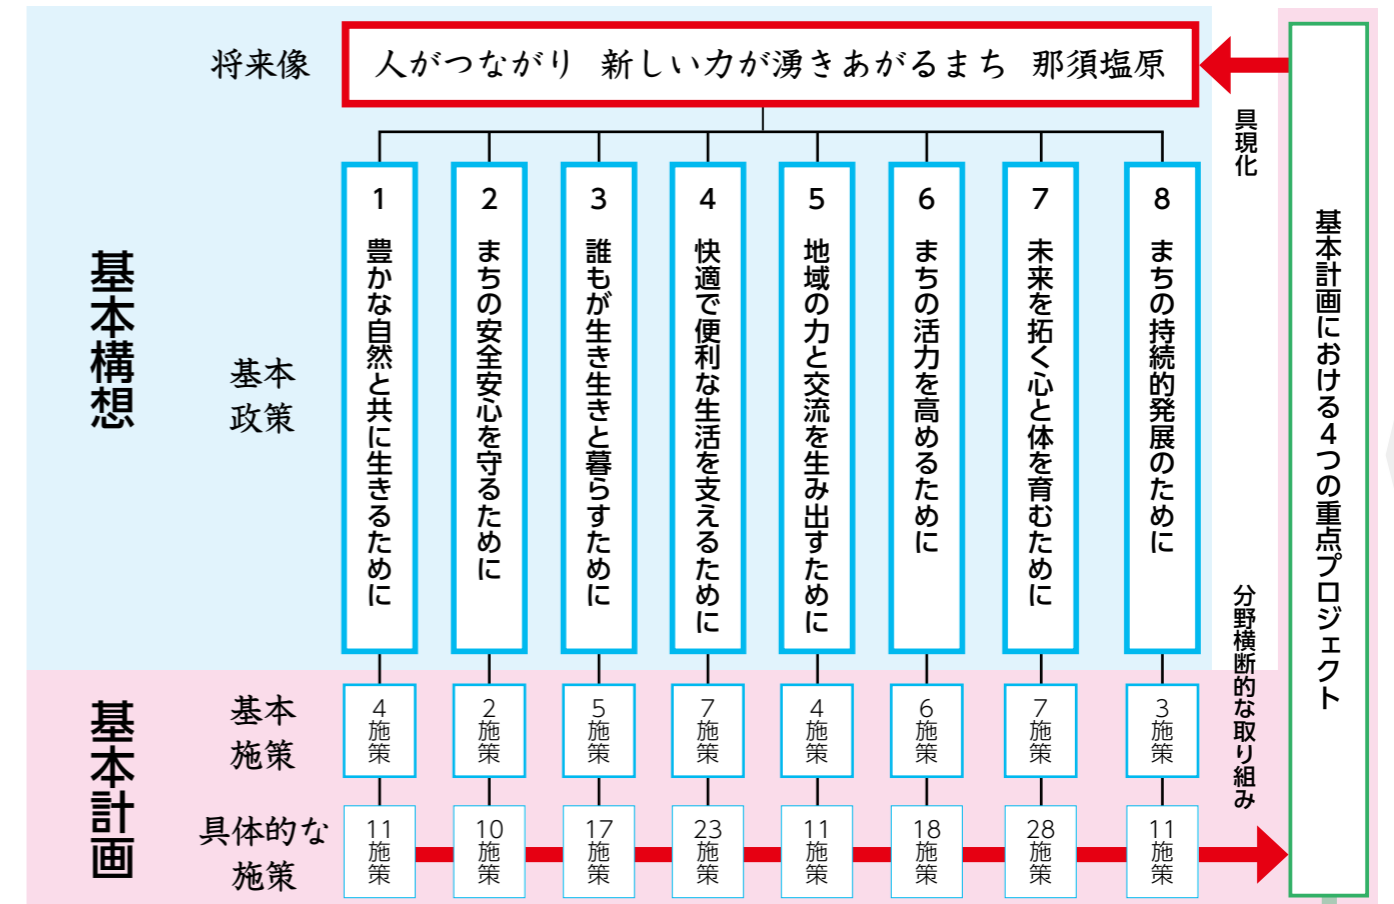 将来像
人がつながり 新しい力が湧きあがるまち 那須塩原
具現化
基本構想
基本
政策
1 豊かな自然と共に生きるために
2 まちの安全安心を守るために
3 誰もが生き生きと暮らすために
4 快適で便利な生活を支えるために
5 地域の力と交流を生み出すために
6 まちの活力を高めるために
7 未来を拓く心と体を育むために
8 まちの持続的発展のために
基本計画における4つの重点プロジェクト
分野横断的な取り組み
基本計画
基本
施策
4施策
2施策
5施策
7施策
4施策
6施策
7施策
3施策
具体的な
施策
11施策
10施策
17施策
23施策
11施策
18施策
28施策
11施策